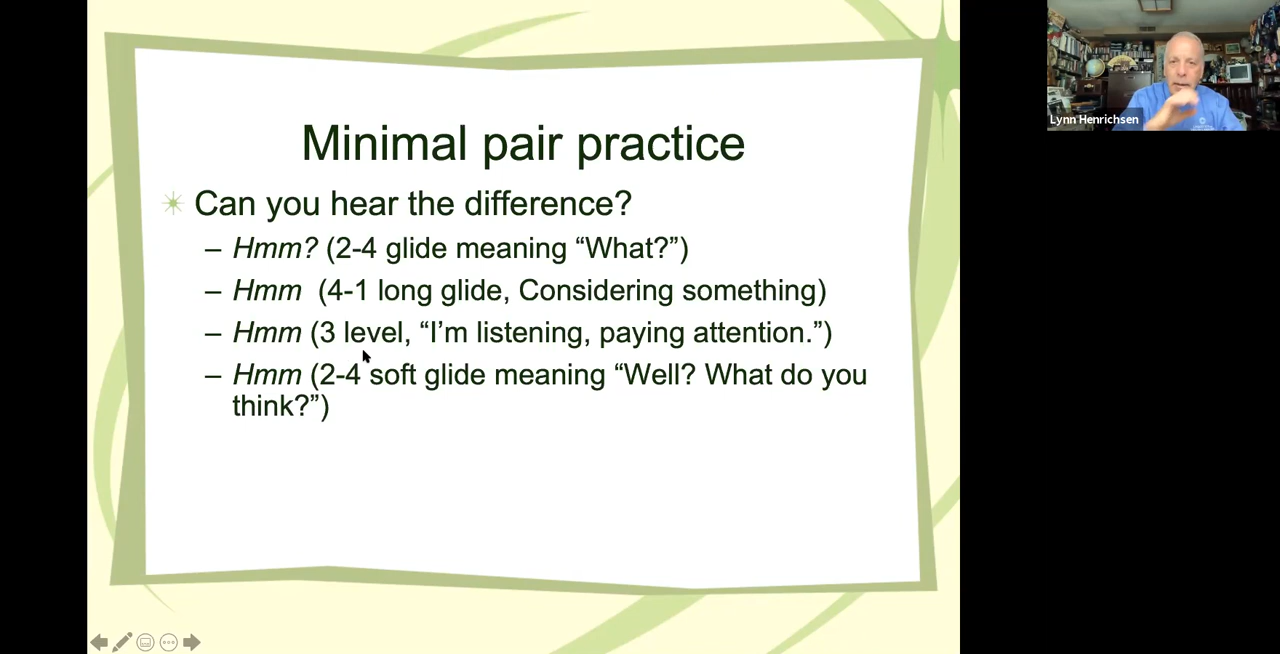 Minimal pair practice
Can you hear the difference?
– Hmm? (2-4 glide meaning “What?”)
– Hmm  (4-1 long glide, Considering something)
– Hmm (3 level, “I’m listening, paying attention.”)
– Hmm (2-4 soft glide meaning “Well? What do you
think?”)
Lynn Henrichsen